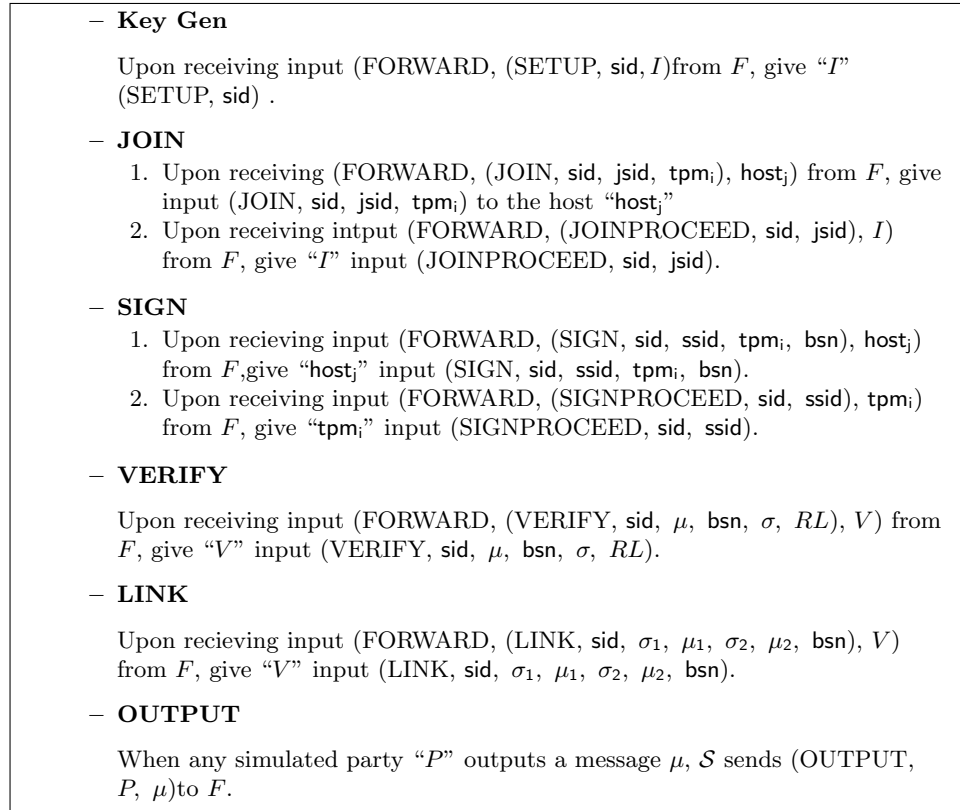 – Key Gen
Upon receiving input (FORWARD, (SETUP, sid, I)from F, give “I”
(SETUP, sid) .
– JOIN
1. Upon receiving (FORWARD, (JOIN, sid, jsid, tpmᵢ), hostⱼ) from F, give
input (JOIN, sid, jsid, tpmᵢ) to the host “hostⱼ”
2. Upon receiving intput (FORWARD, (JOINPROCEED, sid, jsid), I)
from F, give “I” input (JOINPROCEED, sid, jsid).
– SIGN
1. Upon recieving input (FORWARD, (SIGN, sid, ssid, tpmᵢ, bsn), hostⱼ)
from F,give “hostⱼ” input (SIGN, sid, ssid, tpmᵢ, bsn).
2. Upon receiving input (FORWARD, (SIGNPROCEED, sid, ssid), tpmᵢ)
from F, give “tpmᵢ” input (SIGNPROCEED, sid, ssid).
– VERIFY
Upon receiving input (FORWARD, (VERIFY, sid, μ, bsn, σ, RL), V) from
F, give “V” input (VERIFY, sid, μ, bsn, σ, RL).
– LINK
Upon recieving input (FORWARD, (LINK, sid, σ₁, μ₁, σ₂, μ₂, bsn), V)
from F, give “V” input (LINK, sid, σ₁, μ₁, σ₂, μ₂, bsn).
– OUTPUT
When any simulated party “P” outputs a message μ, 𝒮 sends (OUTPUT,
P, μ)to F.